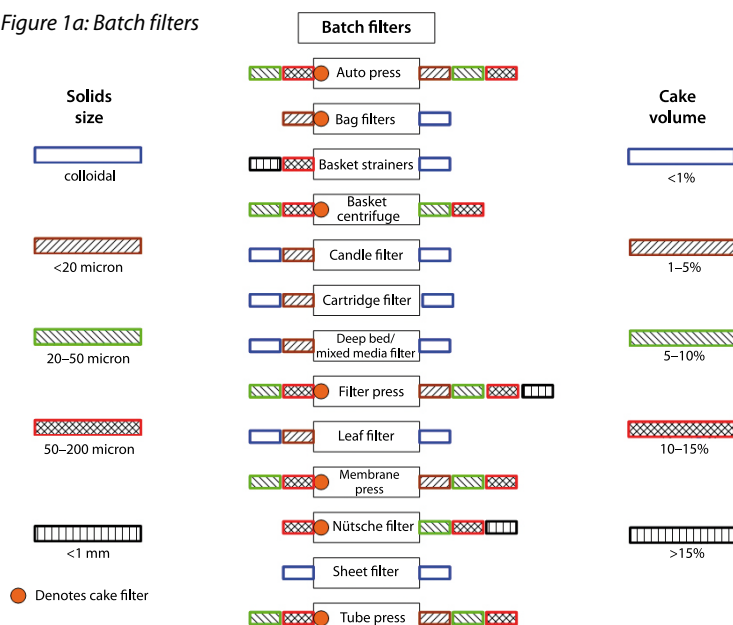 Figure 1a: Batch filters
Batch filters
Solids
size
colloidal
<20 micron
20–50 micron
50–200 micron
<1 mm
Denotes cake filter
Auto press
Bag filters
Basket strainers
Basket
centrifuge
Candle filter
Cartridge filter
Deep bed/
mixed media filter
Filter press
Leaf filter
Membrane
press
Nütsche filter
Sheet filter
Tube press
Cake
volume
<1%
1–5%
5–10%
10–15%
>15%